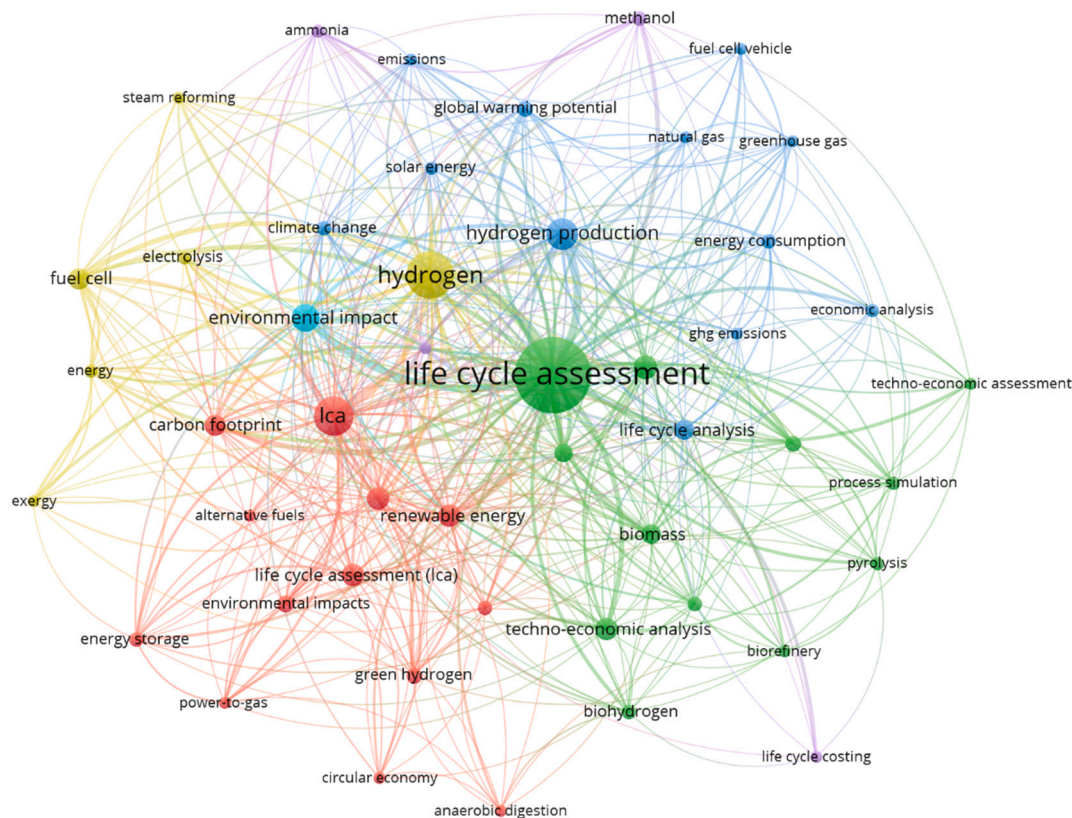 ammonia
methanol
emissions
fuel cell vehicle
steam reforming
global warming potential
natural gas
greenhouse gas
solar energy
climate change
hydrogen production
energy consumption
electrolysis
fuel cell
hydrogen
environmental impact
economic analysis
ghg emissions
energy
life cycle assessment
techno-economic assessment
lca
carbon footprint
life cycle analysis
process simulation
exergy
alternative fuels
renewable energy
biomass
pyrolysis
life cycle assessment (lca)
environmental impacts
techno-economic analysis
energy storage
biorefinery
green hydrogen
power-to-gas
biohydrogen
life cycle costing
circular economy
anaerobic digestion